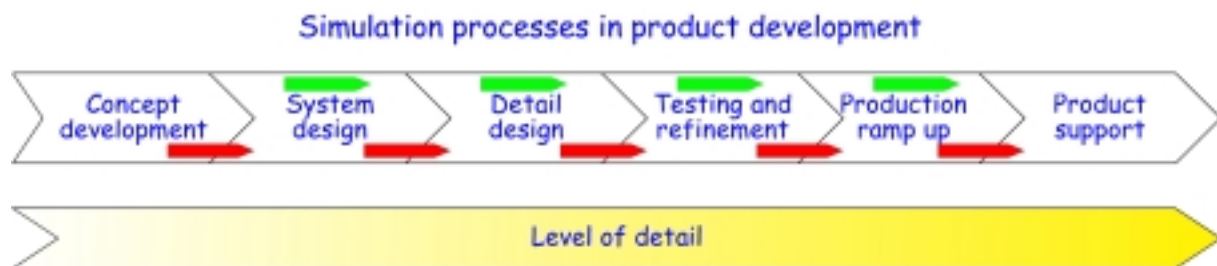 Simulation processes in product development
Concept
development
System
design
Detail
design
Testing and
refinement
Production
ramp up
Product
support
Level of detail